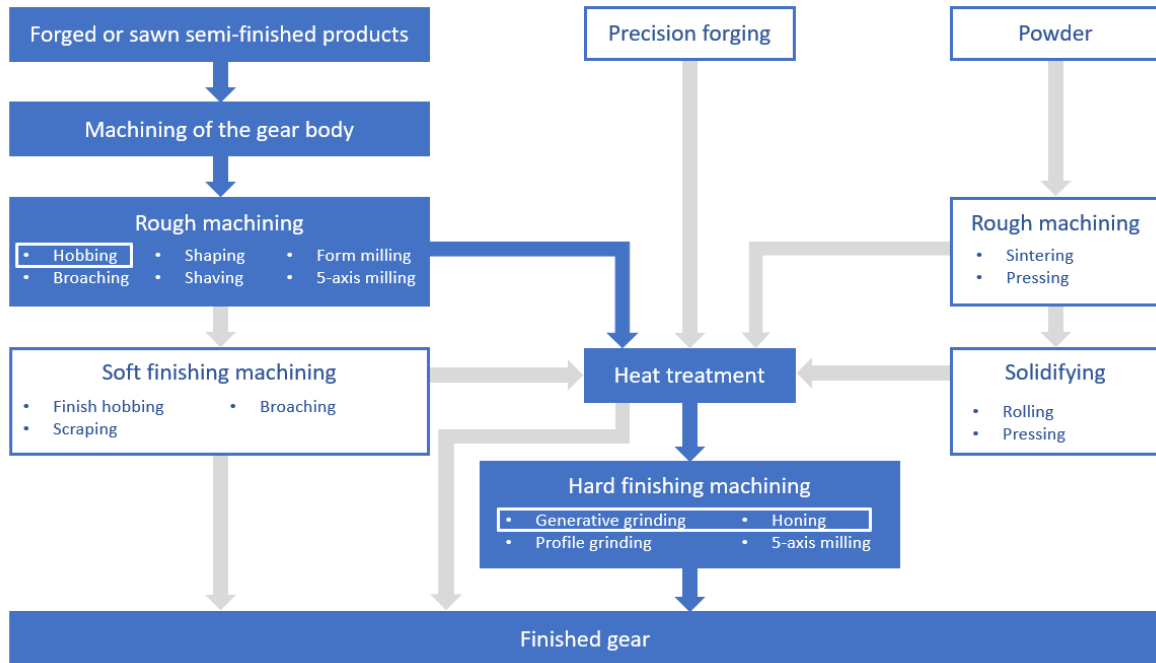 Forged or sawn semi-finished products
Precision forging
Powder
Machining of the gear body
Rough machining
• Hobbing • Shaping • Form milling
• Broaching • Shaving • 5-axis milling
Rough machining
• Sintering
• Pressing
Soft finishing machining
• Finish hobbing • Broaching
• Scraping
Heat treatment
Solidifying
• Rolling
• Pressing
Hard finishing machining
• Generative grinding • Honing
• Profile grinding • 5-axis milling
Finished gear